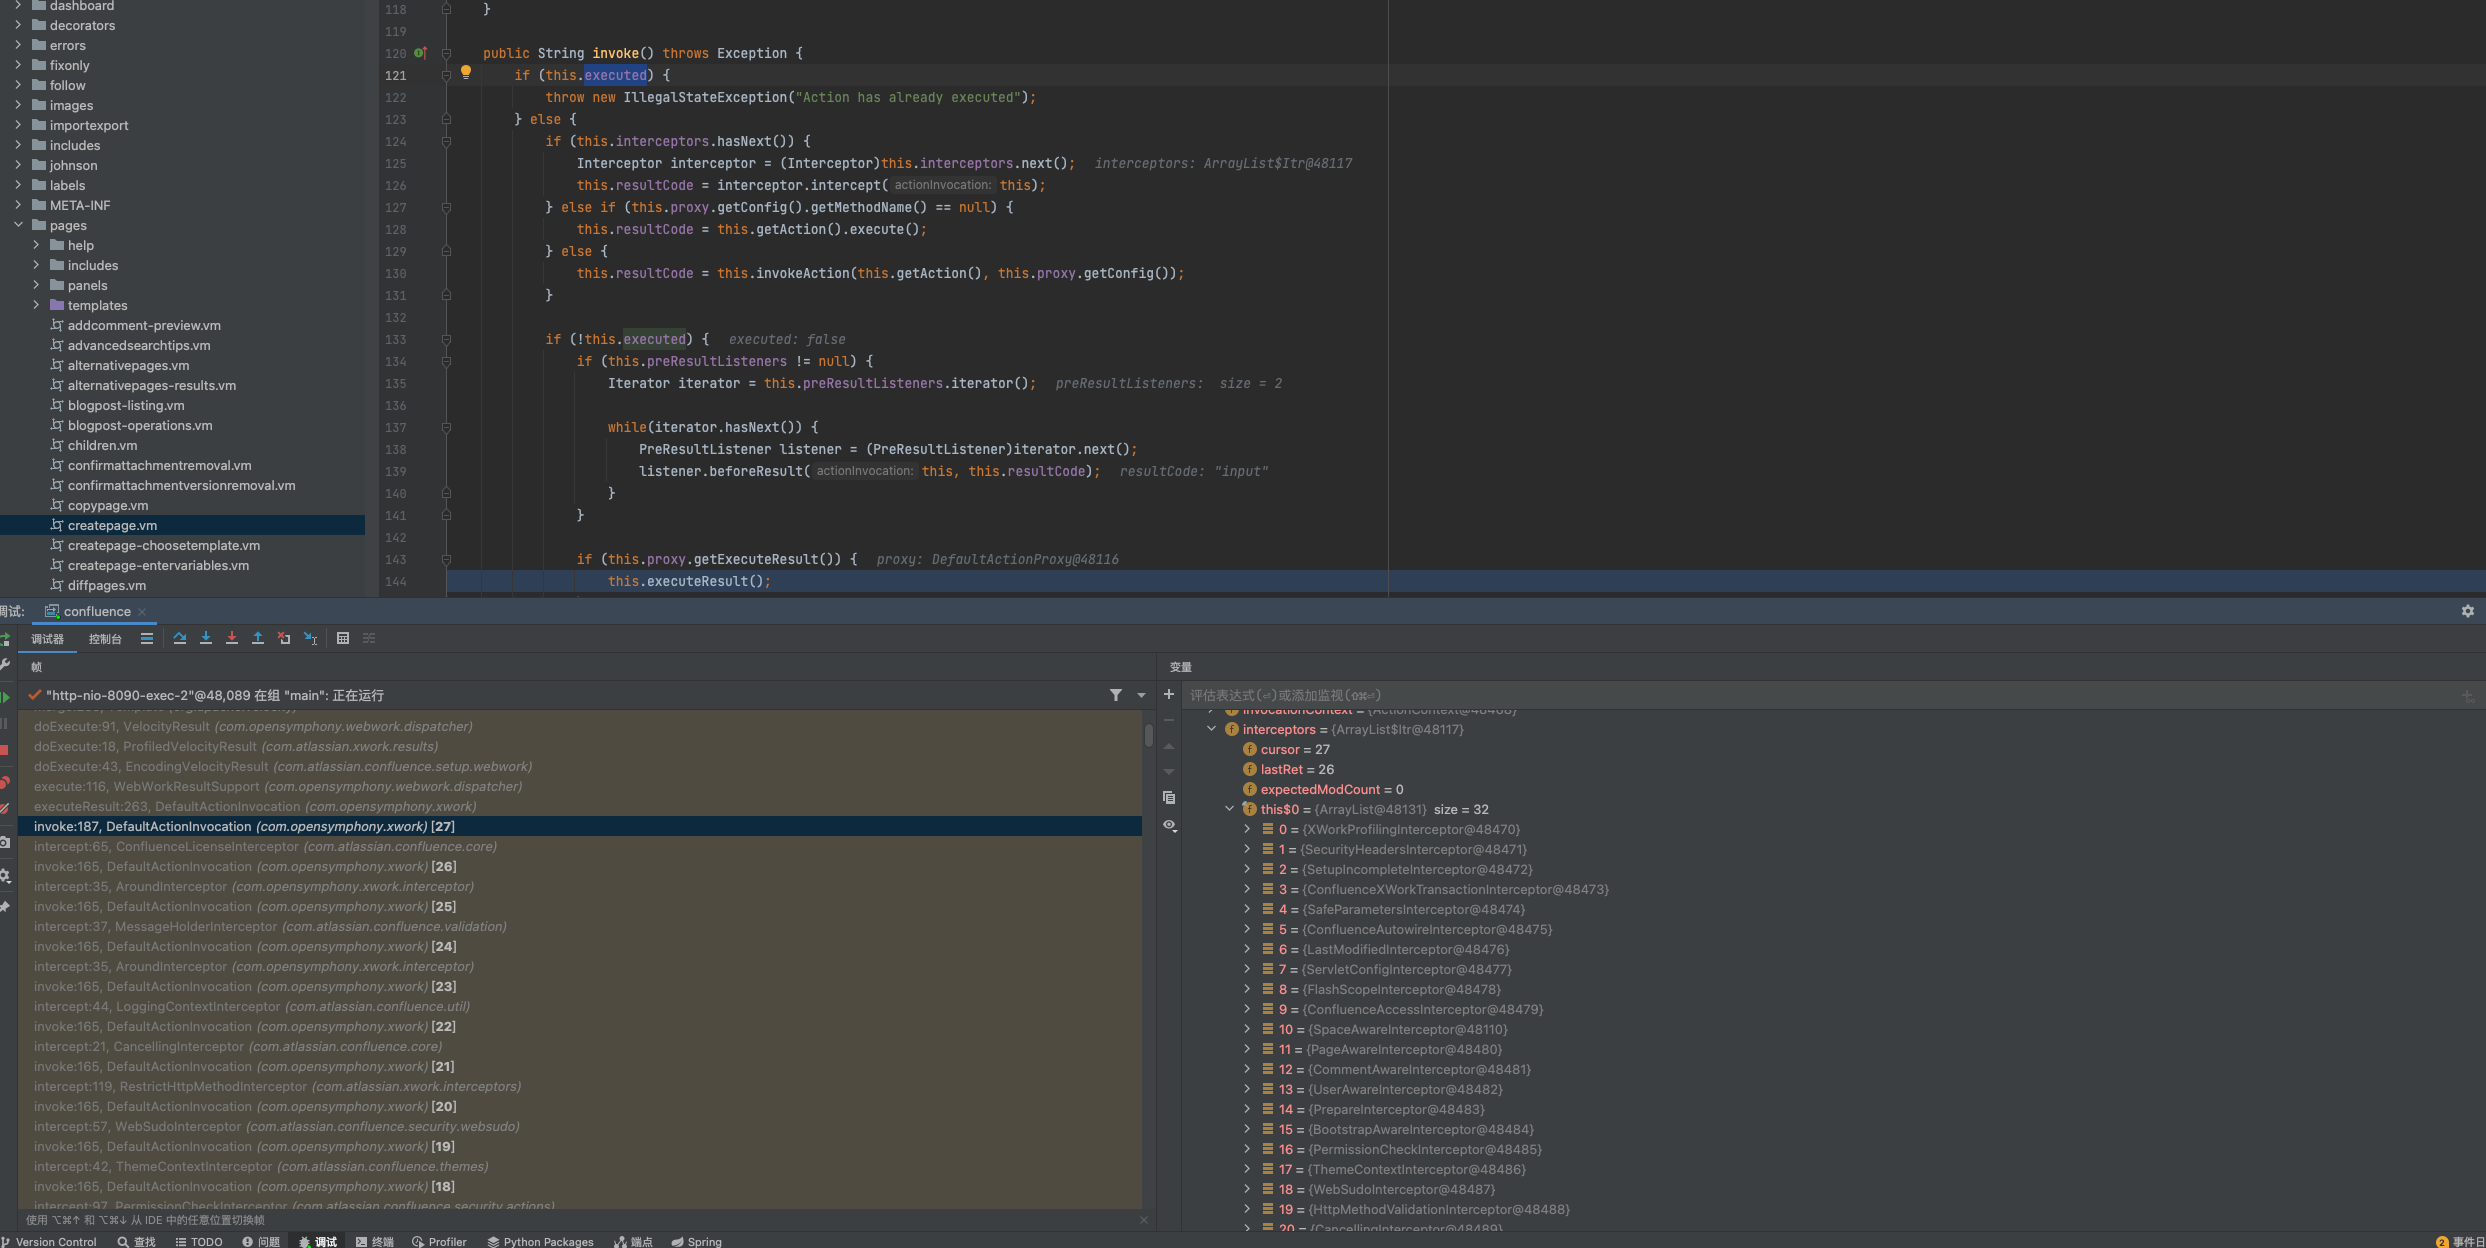 dashboard
decorators
errors
fixonly
follow
images
importexport
includes
johnson
labels
META-INF
pages
help
includes
panels
templates
addcomment-preview.vm
advancedsearchtips.vm
alternativepages.vm
alternativepages-results.vm
blogpost-listing.vm
blogpost-operations.vm
children.vm
confirmattachmentremoval.vm
confirmattachmentversionremoval.vm
copypage.vm
createpage.vm
createpage-choosetemplate.vm
createpage-entervariables.vm
diffpages.vm
118 }
119
120 public String invoke() throws Exception {
121 if (this.executed) {
122 throw new IllegalStateException("Action has already executed");
123 } else {
124 if (this.interceptors.hasNext()) {
125 Interceptor interceptor = (Interceptor)this.interceptors.next(); interceptors: ArrayList$Itr@48117
126 this.resultCode = interceptor.intercept( actionInvocation: this);
127 } else if (this.proxy.getConfig().getMethodName() == null) {
128 this.resultCode = this.getAction().execute();
129 } else {
130 this.resultCode = this.invokeAction(this.getAction(), this.proxy.getConfig());
131 }
132
133 if (!this.executed) { executed: false
134 if (this.preResultListeners != null) {
135 Iterator iterator = this.preResultListeners.iterator(); preResultListeners: size = 2
136
137 while(iterator.hasNext()) {
138 PreResultListener listener = (PreResultListener)iterator.next();
139 listener.beforeResult( actionInvocation: this, this.resultCode); resultCode: "input"
140 }
141 }
142
143 if (this.proxy.getExecuteResult()) { proxy: DefaultActionProxy@48116
144 this.executeResult();
调试: confluence
调试器 控制台
帧
"http-nio-8090-exec-2"@48,089 在组 "main": 正在运行
doExecute:91, VelocityResult (com.opensymphony.webwork.dispatcher)
doExecute:18, ProfiledVelocityResult (com.atlassian.xwork.results)
doExecute:43, EncodingVelocityResult (com.atlassian.confluence.setup.webwork)
execute:116, WebWorkResultSupport (com.opensymphony.webwork.dispatcher)
executeResult:263, DefaultActionInvocation (com.opensymphony.xwork)
invoke:187, DefaultActionInvocation (com.opensymphony.xwork) [27]
intercept:65, ConfluenceLicenseInterceptor (com.atlassian.confluence.core)
invoke:165, DefaultActionInvocation (com.opensymphony.xwork) [26]
intercept:35, AroundInterceptor (com.opensymphony.xwork.interceptor)
invoke:165, DefaultActionInvocation (com.opensymphony.xwork) [25]
intercept:37, MessageHolderInterceptor (com.atlassian.confluence.validation)
invoke:165, DefaultActionInvocation (com.opensymphony.xwork) [24]
intercept:35, AroundInterceptor (com.opensymphony.xwork.interceptor)
invoke:165, DefaultActionInvocation (com.opensymphony.xwork) [23]
intercept:44, LoggingContextInterceptor (com.atlassian.confluence.util)
invoke:165, DefaultActionInvocation (com.opensymphony.xwork) [22]
intercept:21, CancellingInterceptor (com.atlassian.confluence.core)
invoke:165, DefaultActionInvocation (com.opensymphony.xwork) [21]
intercept:119, RestrictHttpMethodInterceptor (com.atlassian.xwork.interceptors)
invoke:165, DefaultActionInvocation (com.opensymphony.xwork) [20]
intercept:57, WebSudoInterceptor (com.atlassian.confluence.security.websudo)
invoke:165, DefaultActionInvocation (com.opensymphony.xwork) [19]
intercept:42, ThemeContextInterceptor (com.atlassian.confluence.themes)
invoke:165, DefaultActionInvocation (com.opensymphony.xwork) [18]
intercept:97, PermissionCheckInterceptor (com.atlassian.confluence.security.actions)
使用 ⌥⌘↑ 和 ⌥⌘↓ 从 IDE 中的任意位置切换帧
变量
评估表达式(⏎)或添加监视(⇧⌘⏎)
invocationContext = {ActionContext@48468}
interceptors = {ArrayList$Itr@48117}
cursor = 27
lastRet = 26
expectedModCount = 0
this$0 = {ArrayList@48131} size = 32
0 = {XWorkProfilingInterceptor@48470}
1 = {SecurityHeadersInterceptor@48471}
2 = {SetupIncompleteInterceptor@48472}
3 = {ConfluenceXWorkTransactionInterceptor@48473}
4 = {SafeParametersInterceptor@48474}
5 = {ConfluenceAutowireInterceptor@48475}
6 = {LastModifiedInterceptor@48476}
7 = {ServletConfigInterceptor@48477}
8 = {FlashScopeInterceptor@48478}
9 = {ConfluenceAccessInterceptor@48479}
10 = {SpaceAwareInterceptor@48110}
11 = {PageAwareInterceptor@48480}
12 = {CommentAwareInterceptor@48481}
13 = {UserAwareInterceptor@48482}
14 = {PrepareInterceptor@48483}
15 = {BootstrapAwareInterceptor@48484}
16 = {PermissionCheckInterceptor@48485}
17 = {ThemeContextInterceptor@48486}
18 = {WebSudoInterceptor@48487}
19 = {HttpMethodValidationInterceptor@48488}
20 = {CancellingInterceptor@48489}
Version Control 查找 TODO 问题 调试 终端 Profiler Python Packages 端点 Spring 2 事件日